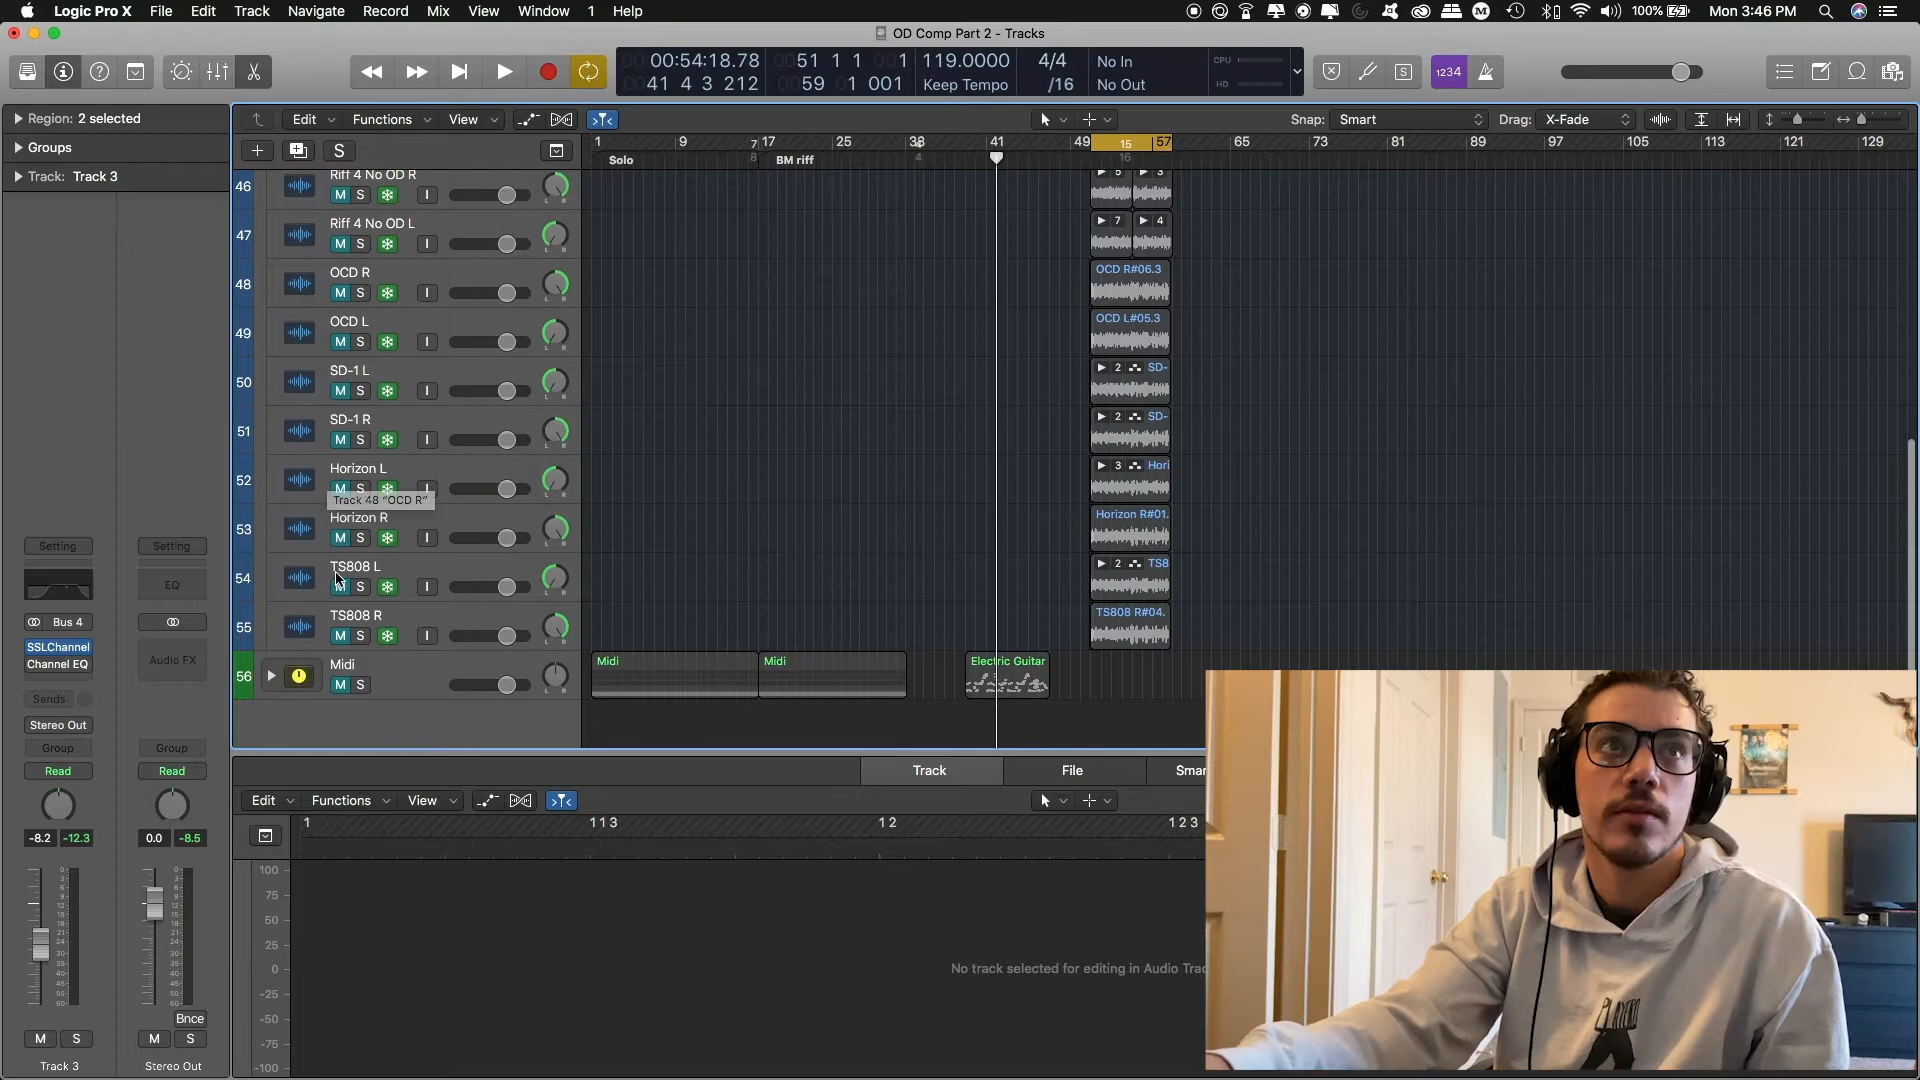 Logic Pro X File Edit Track Navigate Record Mix View Window 1 Help 100% Mon 3:46 PM
OD Comp Part 2 - Tracks
00:54:18.78 51 1 1 1 119.0000 4/4 No In CPU
41 4 3 212 59 1 001 Keep Tempo /16 No Out HD
S 1234
Region: 2 selected
Edit Functions View Snap: Smart Drag: X-Fade
Groups
Track: Track 3
S
1 9 17 25 41 49 15 57 65 73 81 89 97 105 113 121 129
Solo BM riff 16
46 Riff 4 No OD R M S I L R 5 3
47 Riff 4 No OD L M S I L R 7 4
48 OCD R M S I L R OCD R#06.3
49 OCD L M S I L R OCD L#05.3
50 SD-1 L M S I L R 2 SD-
51 SD-1 R M S I L R 2 SD-
52 Horizon L M S I L R 3 Hori
Track 48 "OCD R"
53 Horizon R M S I L R Horizon R#01.
54 TS808 L M S I L R 2 TS8
55 TS808 R M S I L R TS808 R#04.
56 Midi M S Midi Midi Electric Guitar
Setting Setting
EQ
Bus 4
SSLChannel
Channel EQ Audio FX
Sends
Stereo Out
Group Group
Read Read
-8.2 -12.3 0.0 -8.5
Bnce
M S M S
Track 3 Stereo Out
Track File Smar
Edit Functions View
1 1 1 3 1 2 1 2 3
100
75
50
25
0
-25
-50
-75
-100
No track selected for editing in Audio Trac